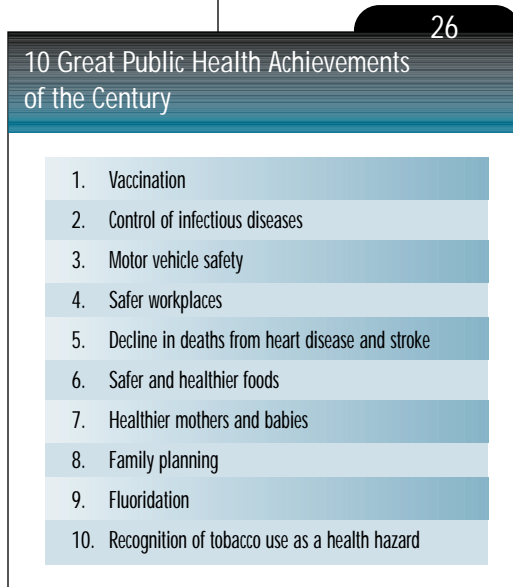 26
10 Great Public Health Achievements
of the Century
1. Vaccination
2. Control of infectious diseases
3. Motor vehicle safety
4. Safer workplaces
5. Decline in deaths from heart disease and stroke
6. Safer and healthier foods
7. Healthier mothers and babies
8. Family planning
9. Fluoridation
10. Recognition of tobacco use as a health hazard